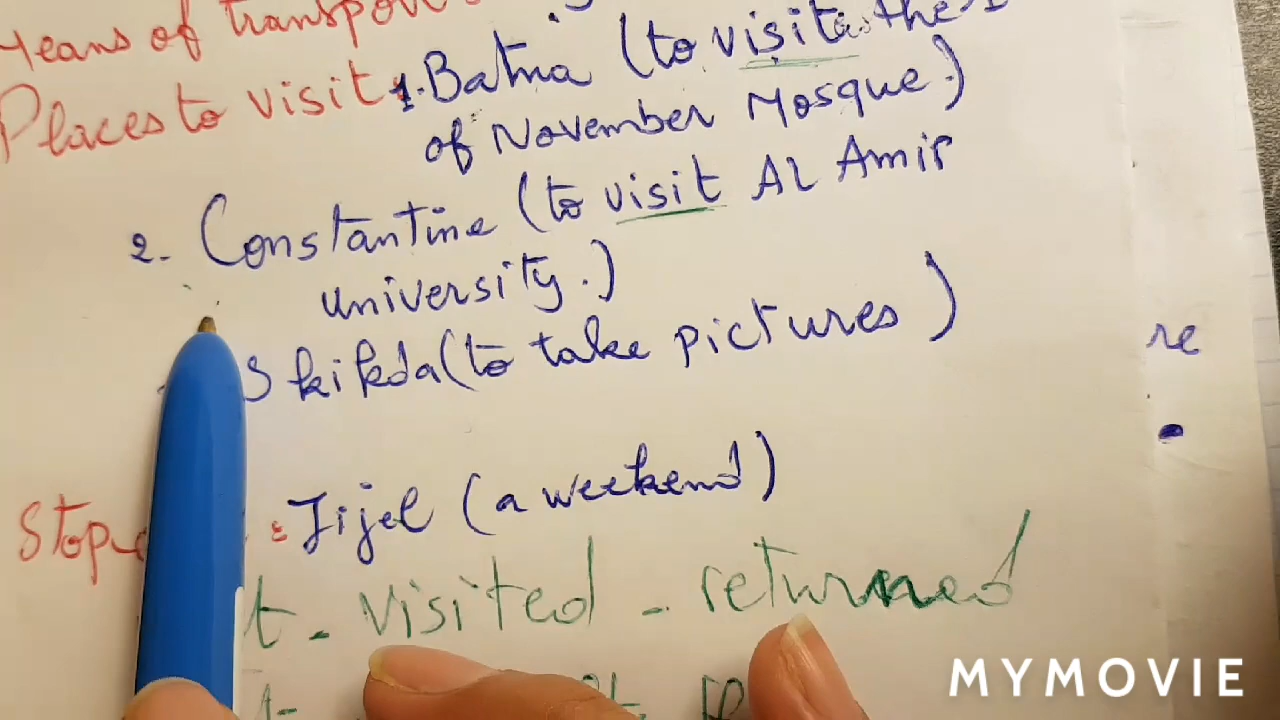 Means of transport
Places to visit: 1. Batna (to visit the 1
of November Mosque.)
2. Constantine (to visit Al Amir
university.)
Skikda (to take pictures)
re
Stop : Jijel (a weekend)
t - visited - returned
MYMOVIE